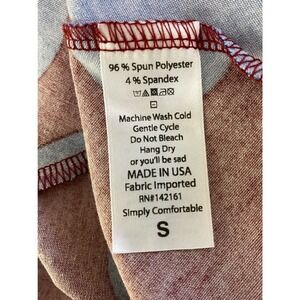 96 % Spun Polyester
4 % Spandex
Machine Wash Cold
Gentle Cycle
Do Not Bleach
Hang Dry
or you'll be sad
MADE IN USA
Fabric Imported
RN#142161
Simply Comfortable
S